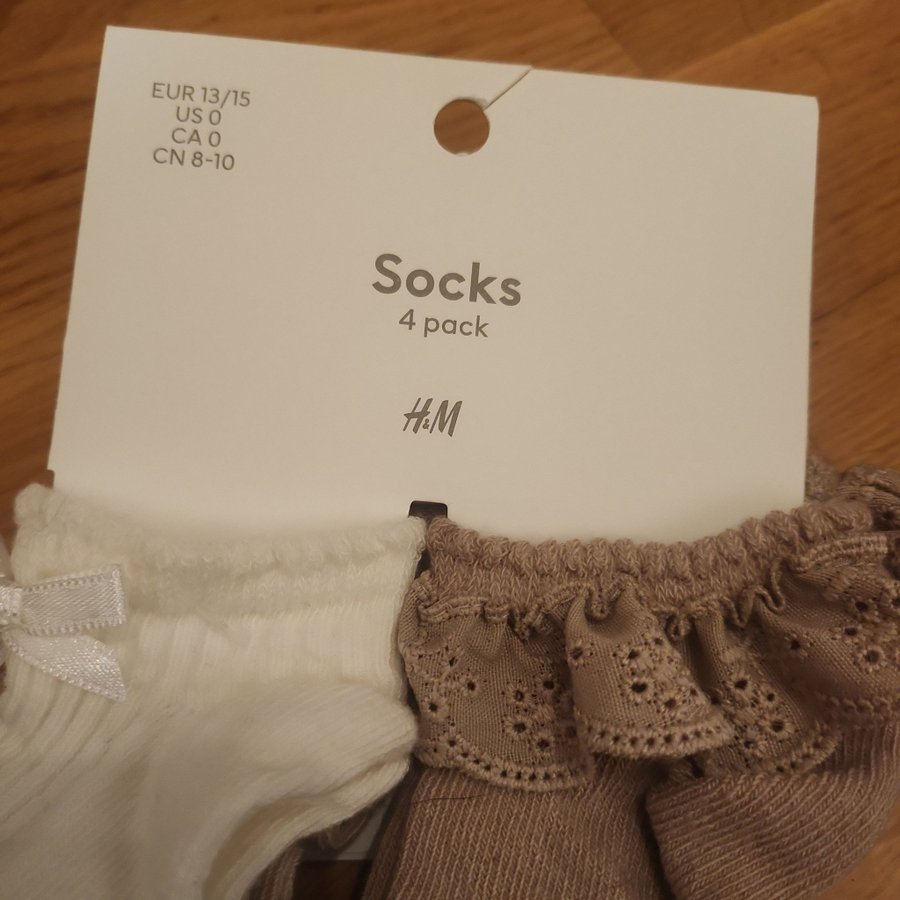 EUR 13/15
US 0
CA 0
CN 8-10
Socks
4 pack
H&M